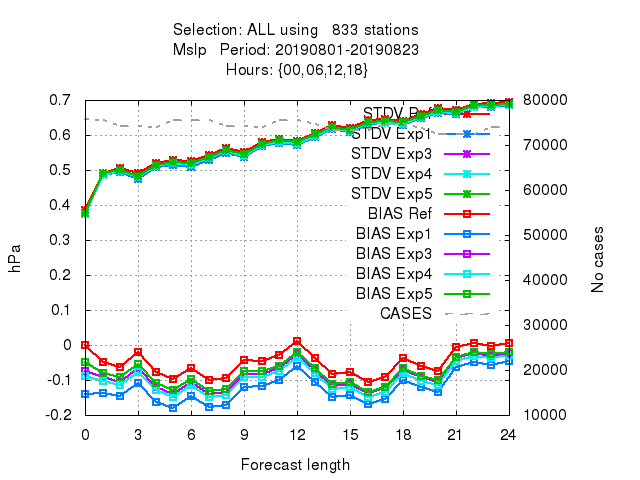 Selection: ALL using   833 stations
Mslp   Period: 20190801-20190823
Hours: {00,06,12,18}
0.7
0.6
0.5
0.4
0.3
0.2
0.1
0
-0.1
-0.2
hPa
80000
70000
60000
50000
40000
30000
20000
10000
No cases
STDV Ref
STDV Exp1
STDV Exp3
STDV Exp4
STDV Exp5
BIAS Ref
BIAS Exp1
BIAS Exp3
BIAS Exp4
BIAS Exp5
CASES
0 3 6 9 12 15 18 21 24
Forecast length